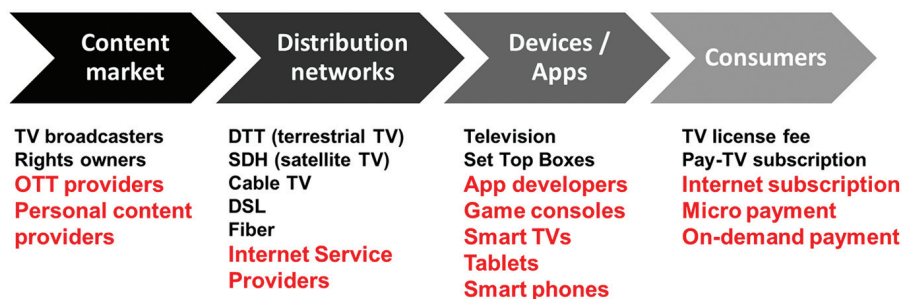 Content
market
Distribution
networks
Devices /
Apps
Consumers
TV broadcasters
Rights owners
OTT providers
Personal content
providers
DTT (terrestrial TV)
SDH (satellite TV)
Cable TV
DSL
Fiber
Internet Service
Providers
Television
Set Top Boxes
App developers
Game consoles
Smart TVs
Tablets
Smart phones
TV license fee
Pay-TV subscription
Internet subscription
Micro payment
On-demand payment